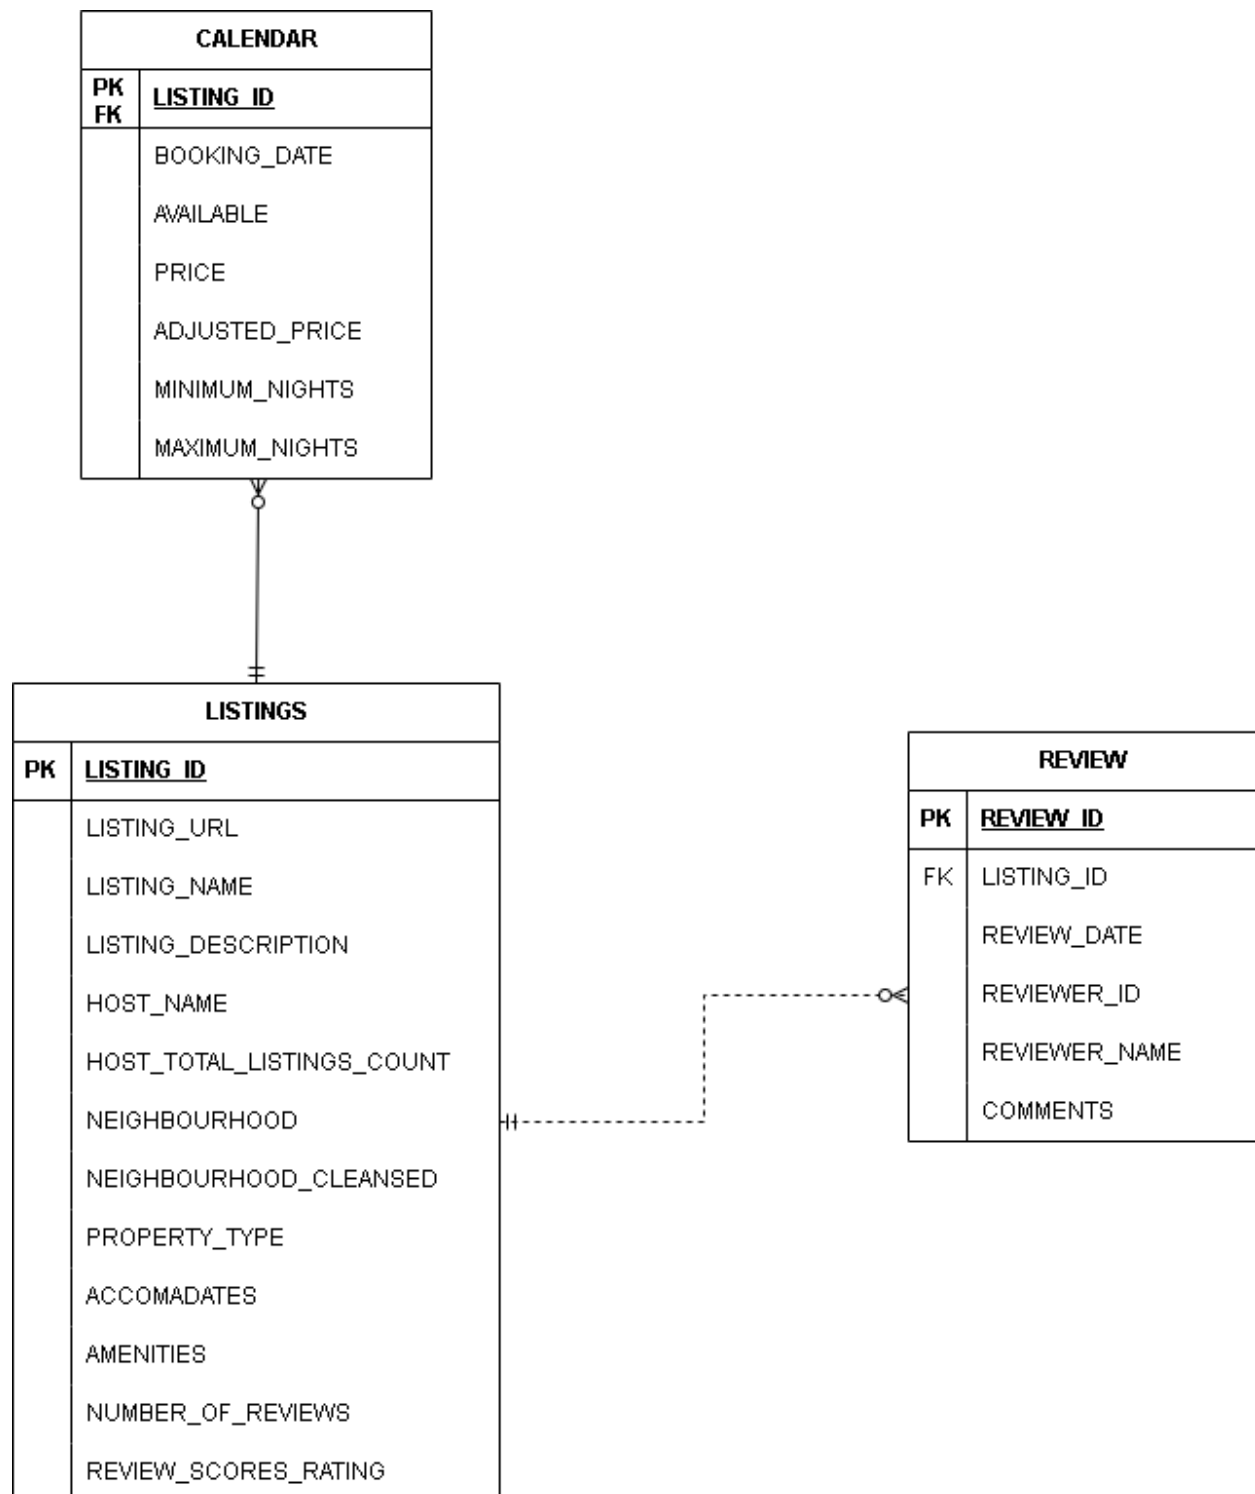 CALENDAR
PK
FK
LISTING_ID
BOOKING_DATE
AVAILABLE
PRICE
ADJUSTED_PRICE
MINIMUM_NIGHTS
MAXIMUM_NIGHTS
LISTINGS
PK LISTING_ID
LISTING_URL
LISTING_NAME
LISTING_DESCRIPTION
HOST_NAME
HOST_TOTAL_LISTINGS_COUNT
NEIGHBOURHOOD
NEIGHBOURHOOD_CLEANSED
PROPERTY_TYPE
ACCOMADATES
AMENITIES
NUMBER_OF_REVIEWS
REVIEW_SCORES_RATING
REVIEW
PK REVIEW_ID
FK LISTING_ID
REVIEW_DATE
REVIEWER_ID
REVIEWER_NAME
COMMENTS